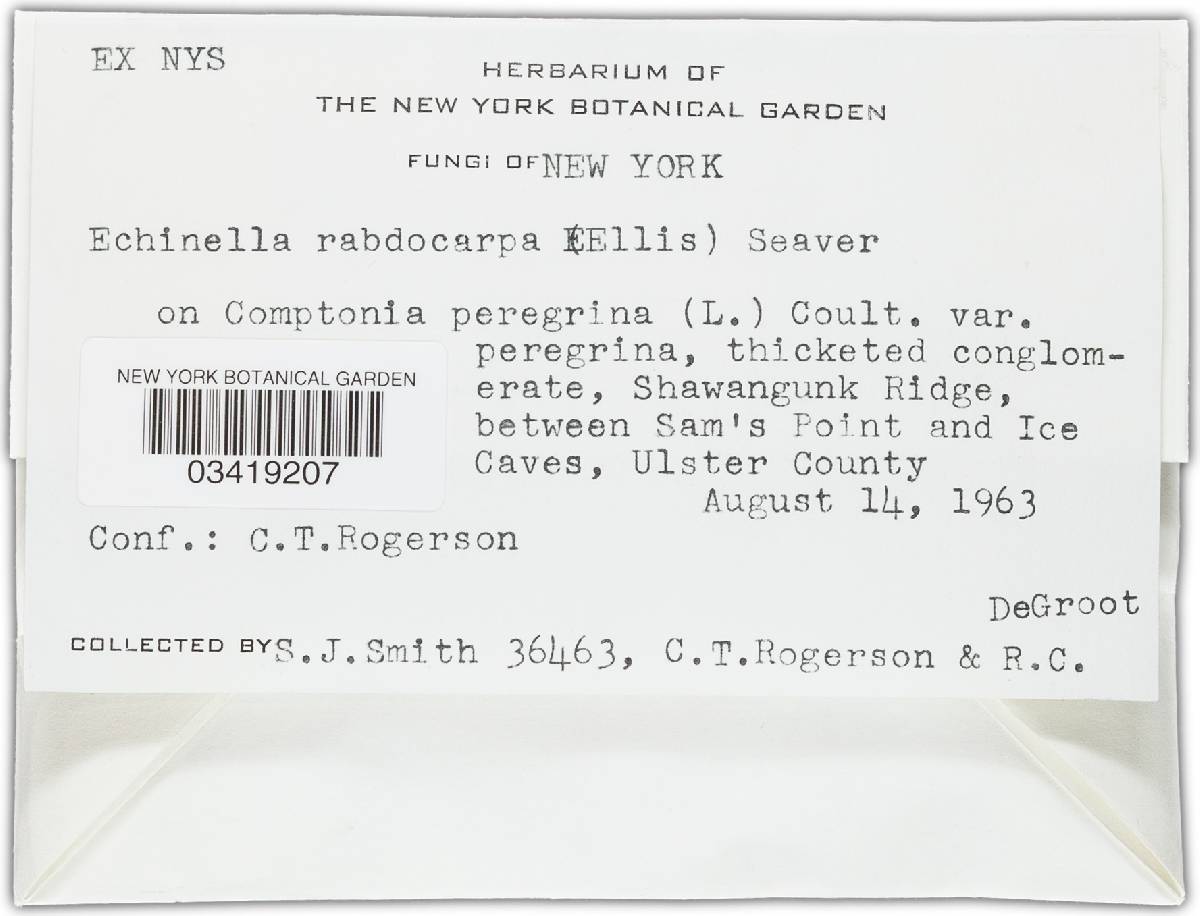 EX NYS
HERBARIUM OF
THE NEW YORK BOTANICAL GARDEN
FUNGI OF NEW YORK
Echinella rabdocarpa (Ellis) Seaver
on Comptonia peregrina (L.) Coult. var.
peregrina, thicketed conglom-
erate, Shawangunk Ridge,
between Sam's Point and Ice
Caves, Ulster County
August 14, 1963
NEW YORK BOTANICAL GARDEN
03419207
Conf.: C.T.Rogerson
DeGroot
COLLECTED BY S.J.Smith 36463, C.T.Rogerson & R.C.